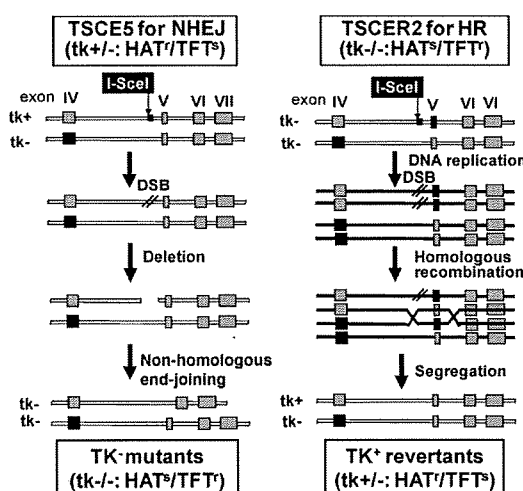 TSCE5 for NHEJ
(tk+/-: HATʳ/TFTˢ)
I-SceI
exon IV V VI VII
tk+
tk-
DSB
Deletion
Non-homologous
end-joining
tk-
tk-
TK⁻mutants
(tk-/-: HATˢ/TFTʳ)
TSCER2 for HR
(tk-/-: HATˢ/TFTʳ)
I-SceI
exon IV V VI VI
tk-
tk-
DNA replication
DSB
Homologous
recombination
Segregation
tk+
tk-
TK⁺ revertants
(tk+/-: HATʳ/TFTˢ)